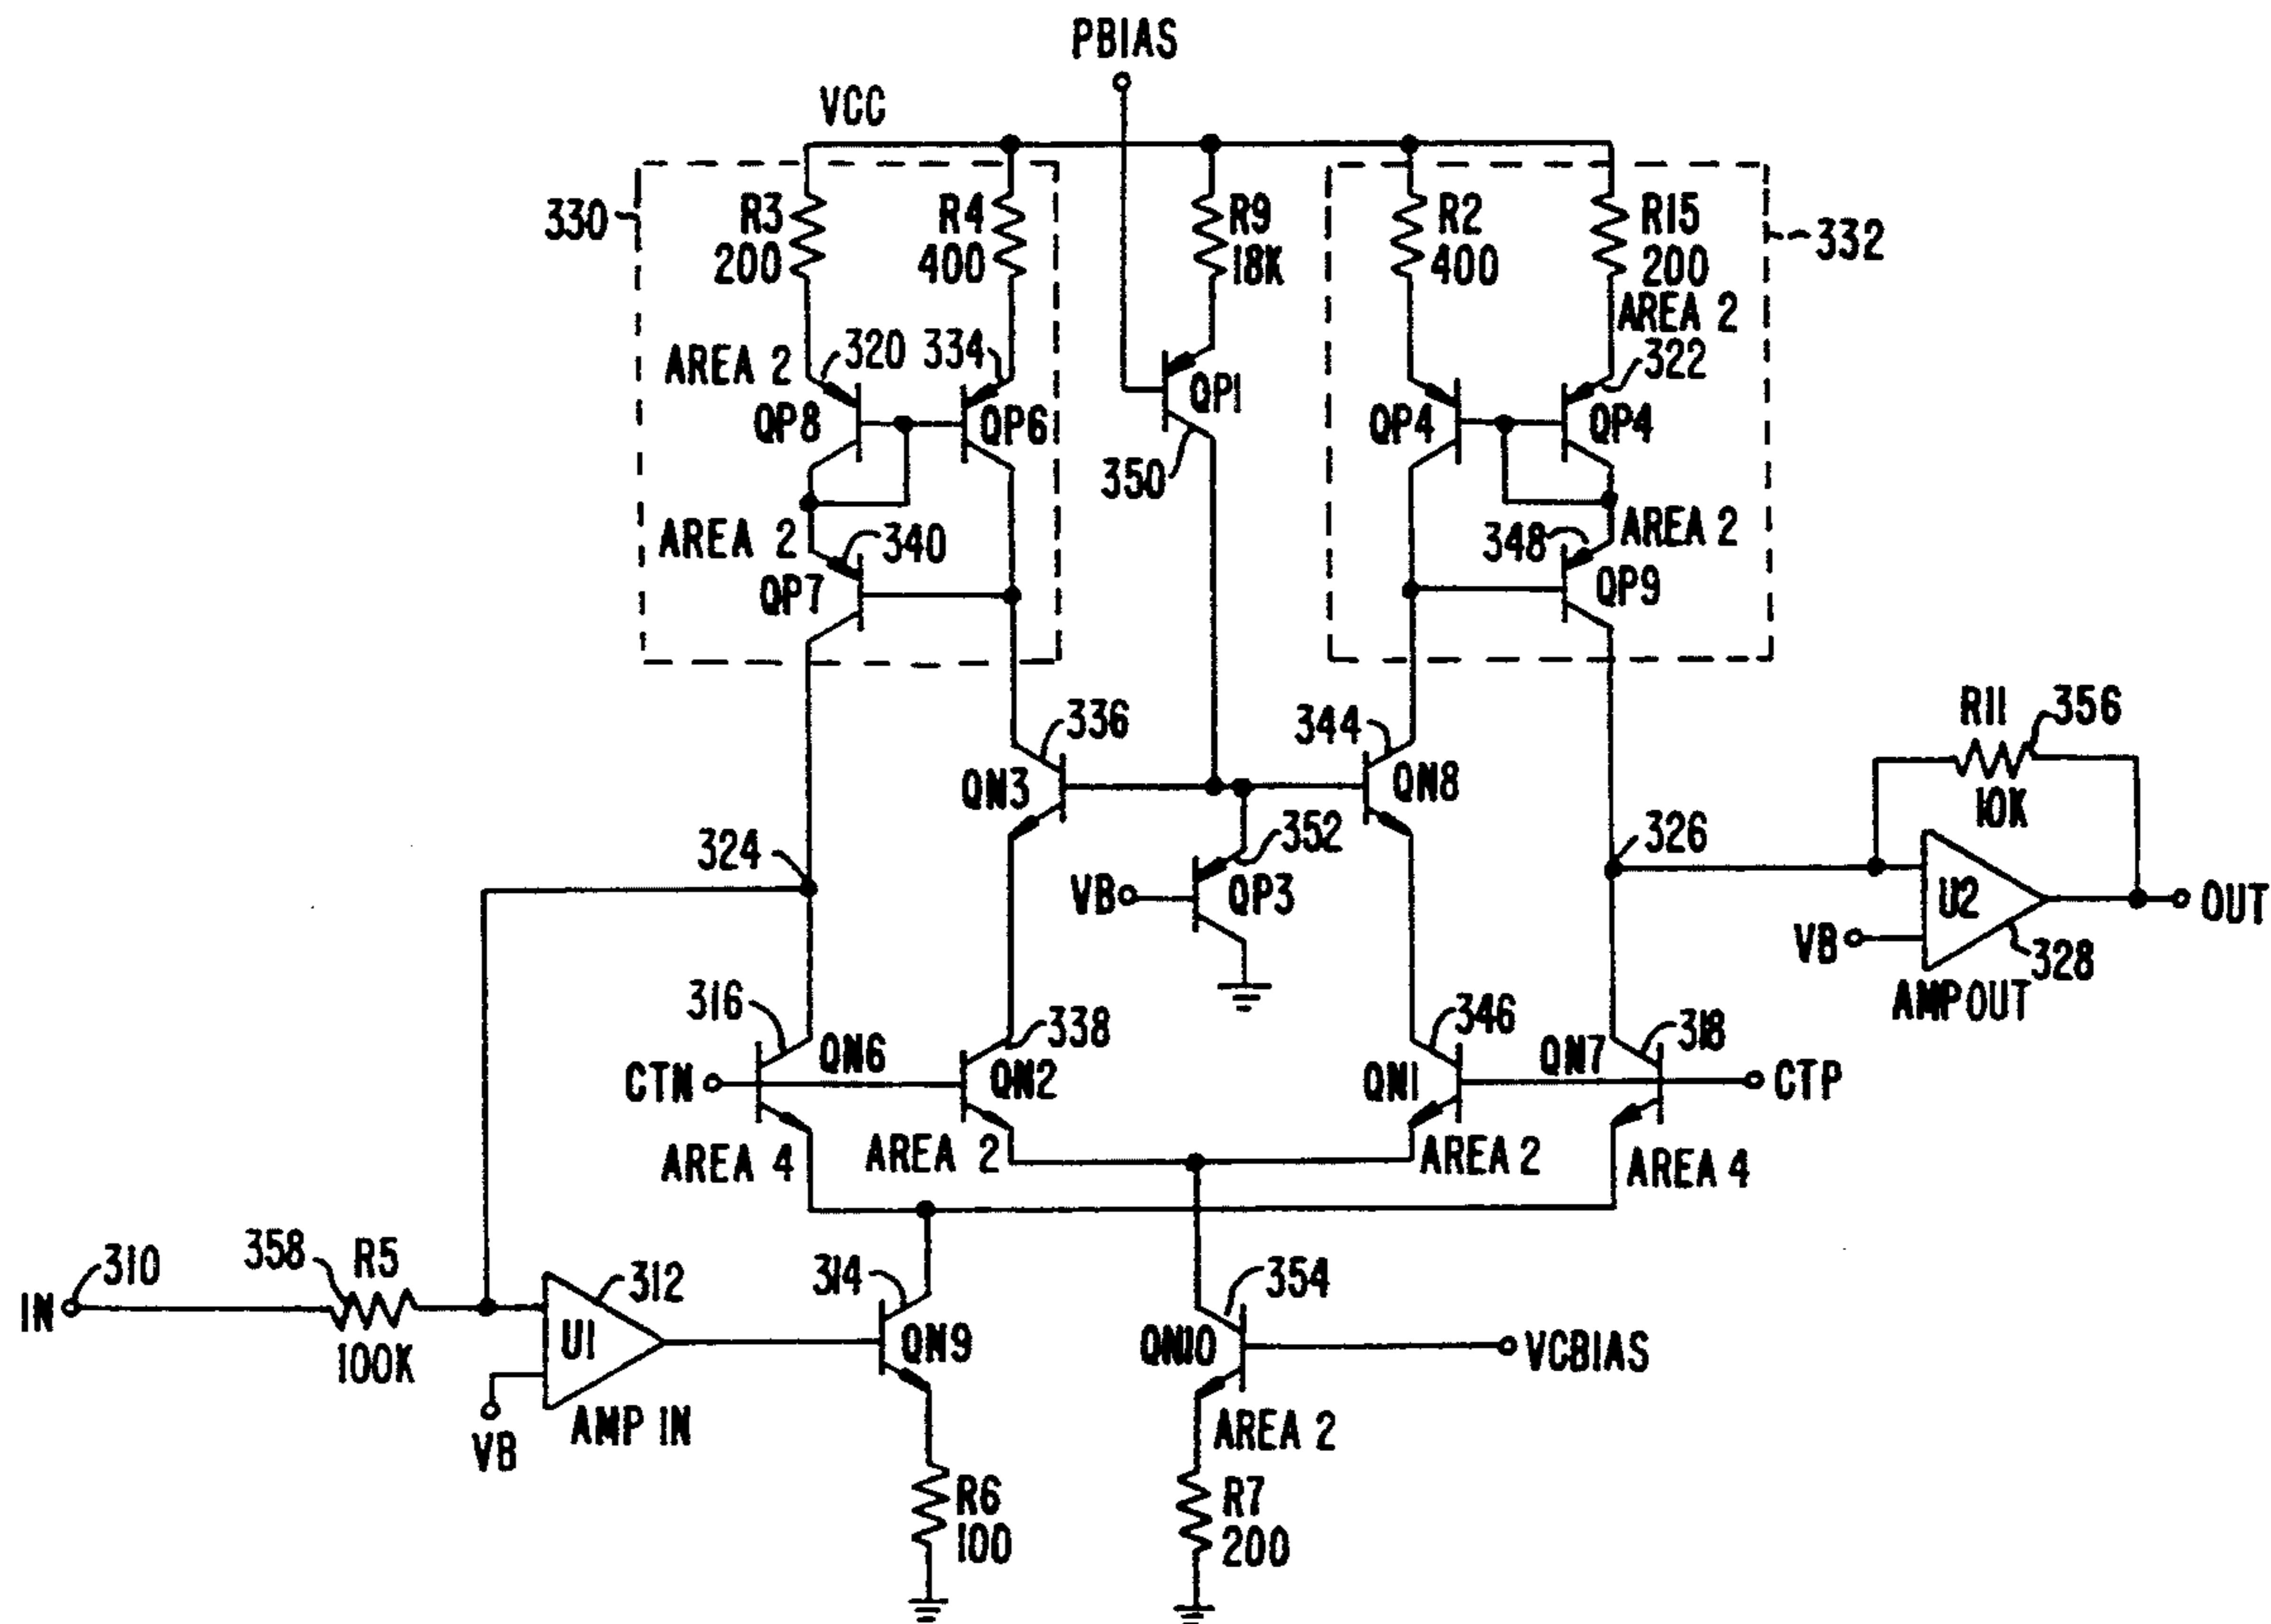 PBIAS
VCC
330
R3
200
R4
400
R9
18K
R2
400
R15
200
332
AREA 2
AREA 2
320
334
322
QP8
QP6
QP1
QP4
QP4
350
AREA 2
340
348
AREA 2
QP7
QP9
336
344
R11
356
10K
QN3
QN8
324
352
326
VB
QP3
U2
OUT
VB
328
AMP OUT
316
338
346
318
QN6
QN7
CTN
QN2
QN1
CTP
AREA 4
AREA 2
AREA 2
AREA 4
358
R5
310
312
314
354
IN
U1
QN9
QN10
VCBIAS
100K
VB
AMP IN
AREA 2
R6
100
R7
200